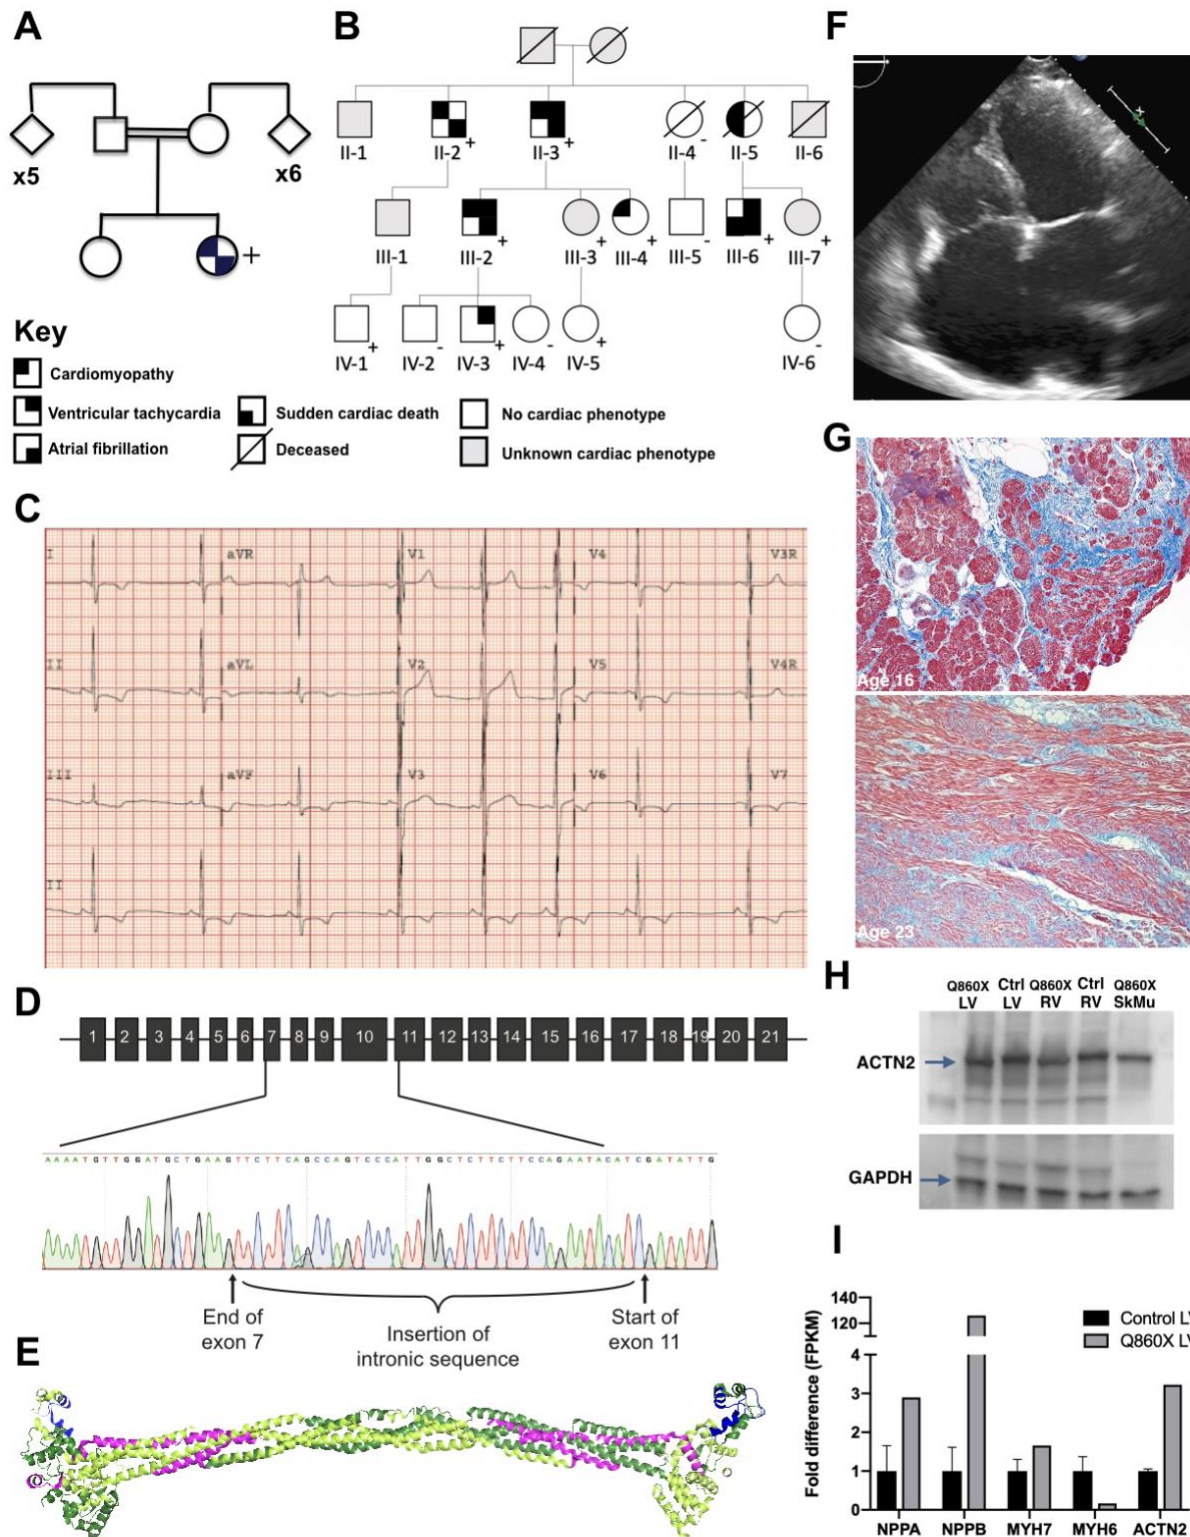 A
x5
x6
+
Key
Cardiomyopathy
Ventricular tachycardia
Sudden cardiac death
No cardiac phenotype
Atrial fibrillation
Deceased
Unknown cardiac phenotype
B
II-1
II-2
+
II-3
+
II-4
-
II-5
II-6
III-1
III-2
+
III-3
+
III-4
+
III-5
-
III-6
+
III-7
+
IV-1
+
IV-2
-
IV-3
+
IV-4
-
IV-5
+
IV-6
-
C
I
aVR
V1
V4
V3R
II
aVL
V2
V5
V4R
III
aVF
V3
V6
V7
II
D
1 2 3 4 5 6 7 8 9 10 11 12 13 14 15 16 17 18 19 20 21
A A A A T G T T G G A T G C T G A A G T T C T T C A G C C A G T C C C A T T G G C T C T T C T T C C A G A A T A C A T C G A T A T T G
End of
exon 7
Insertion of
intronic sequence
Start of
exon 11
E
F
G
Age 16
Age 23
H
Q860X Ctrl Q860X Ctrl Q860X
LV LV RV RV SkMu
ACTN2
GAPDH
I
Fold difference (FPKM)
140
120
4
3
2
1
0
Control LV
Q860X LV
NPPA NPPB MYH7 MYH6 ACTN2